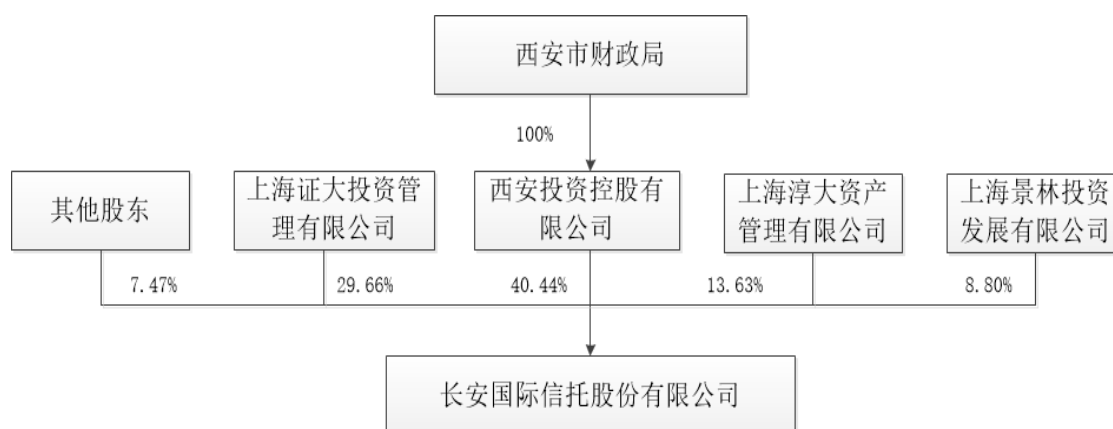 西安市财政局
100%
其他股东
上海证大投资管
理有限公司
西安投资控股有
限公司
上海淳大资产
管理有限公司
上海景林投资
发展有限公司
7.47%
29.66%
40.44%
13.63%
8.80%
长安国际信托股份有限公司